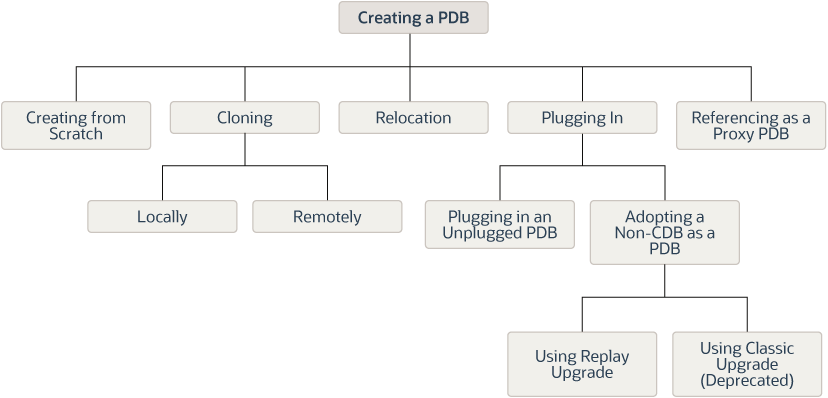 Creating a PDB
Creating from
Scratch
Cloning
Relocation
Plugging In
Referencing as a
Proxy PDB
Locally
Remotely
Plugging in an
Unplugged PDB
Adopting a
Non-CDB as a
PDB
Using Replay
Upgrade
Using Classic
Upgrade
(Deprecated)